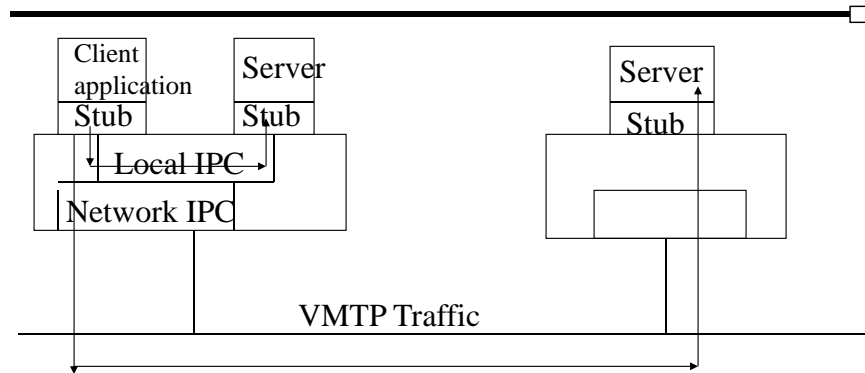 Client
application
Server
Server
Stub
Stub
Stub
Local IPC
Network IPC
VMTP Traffic